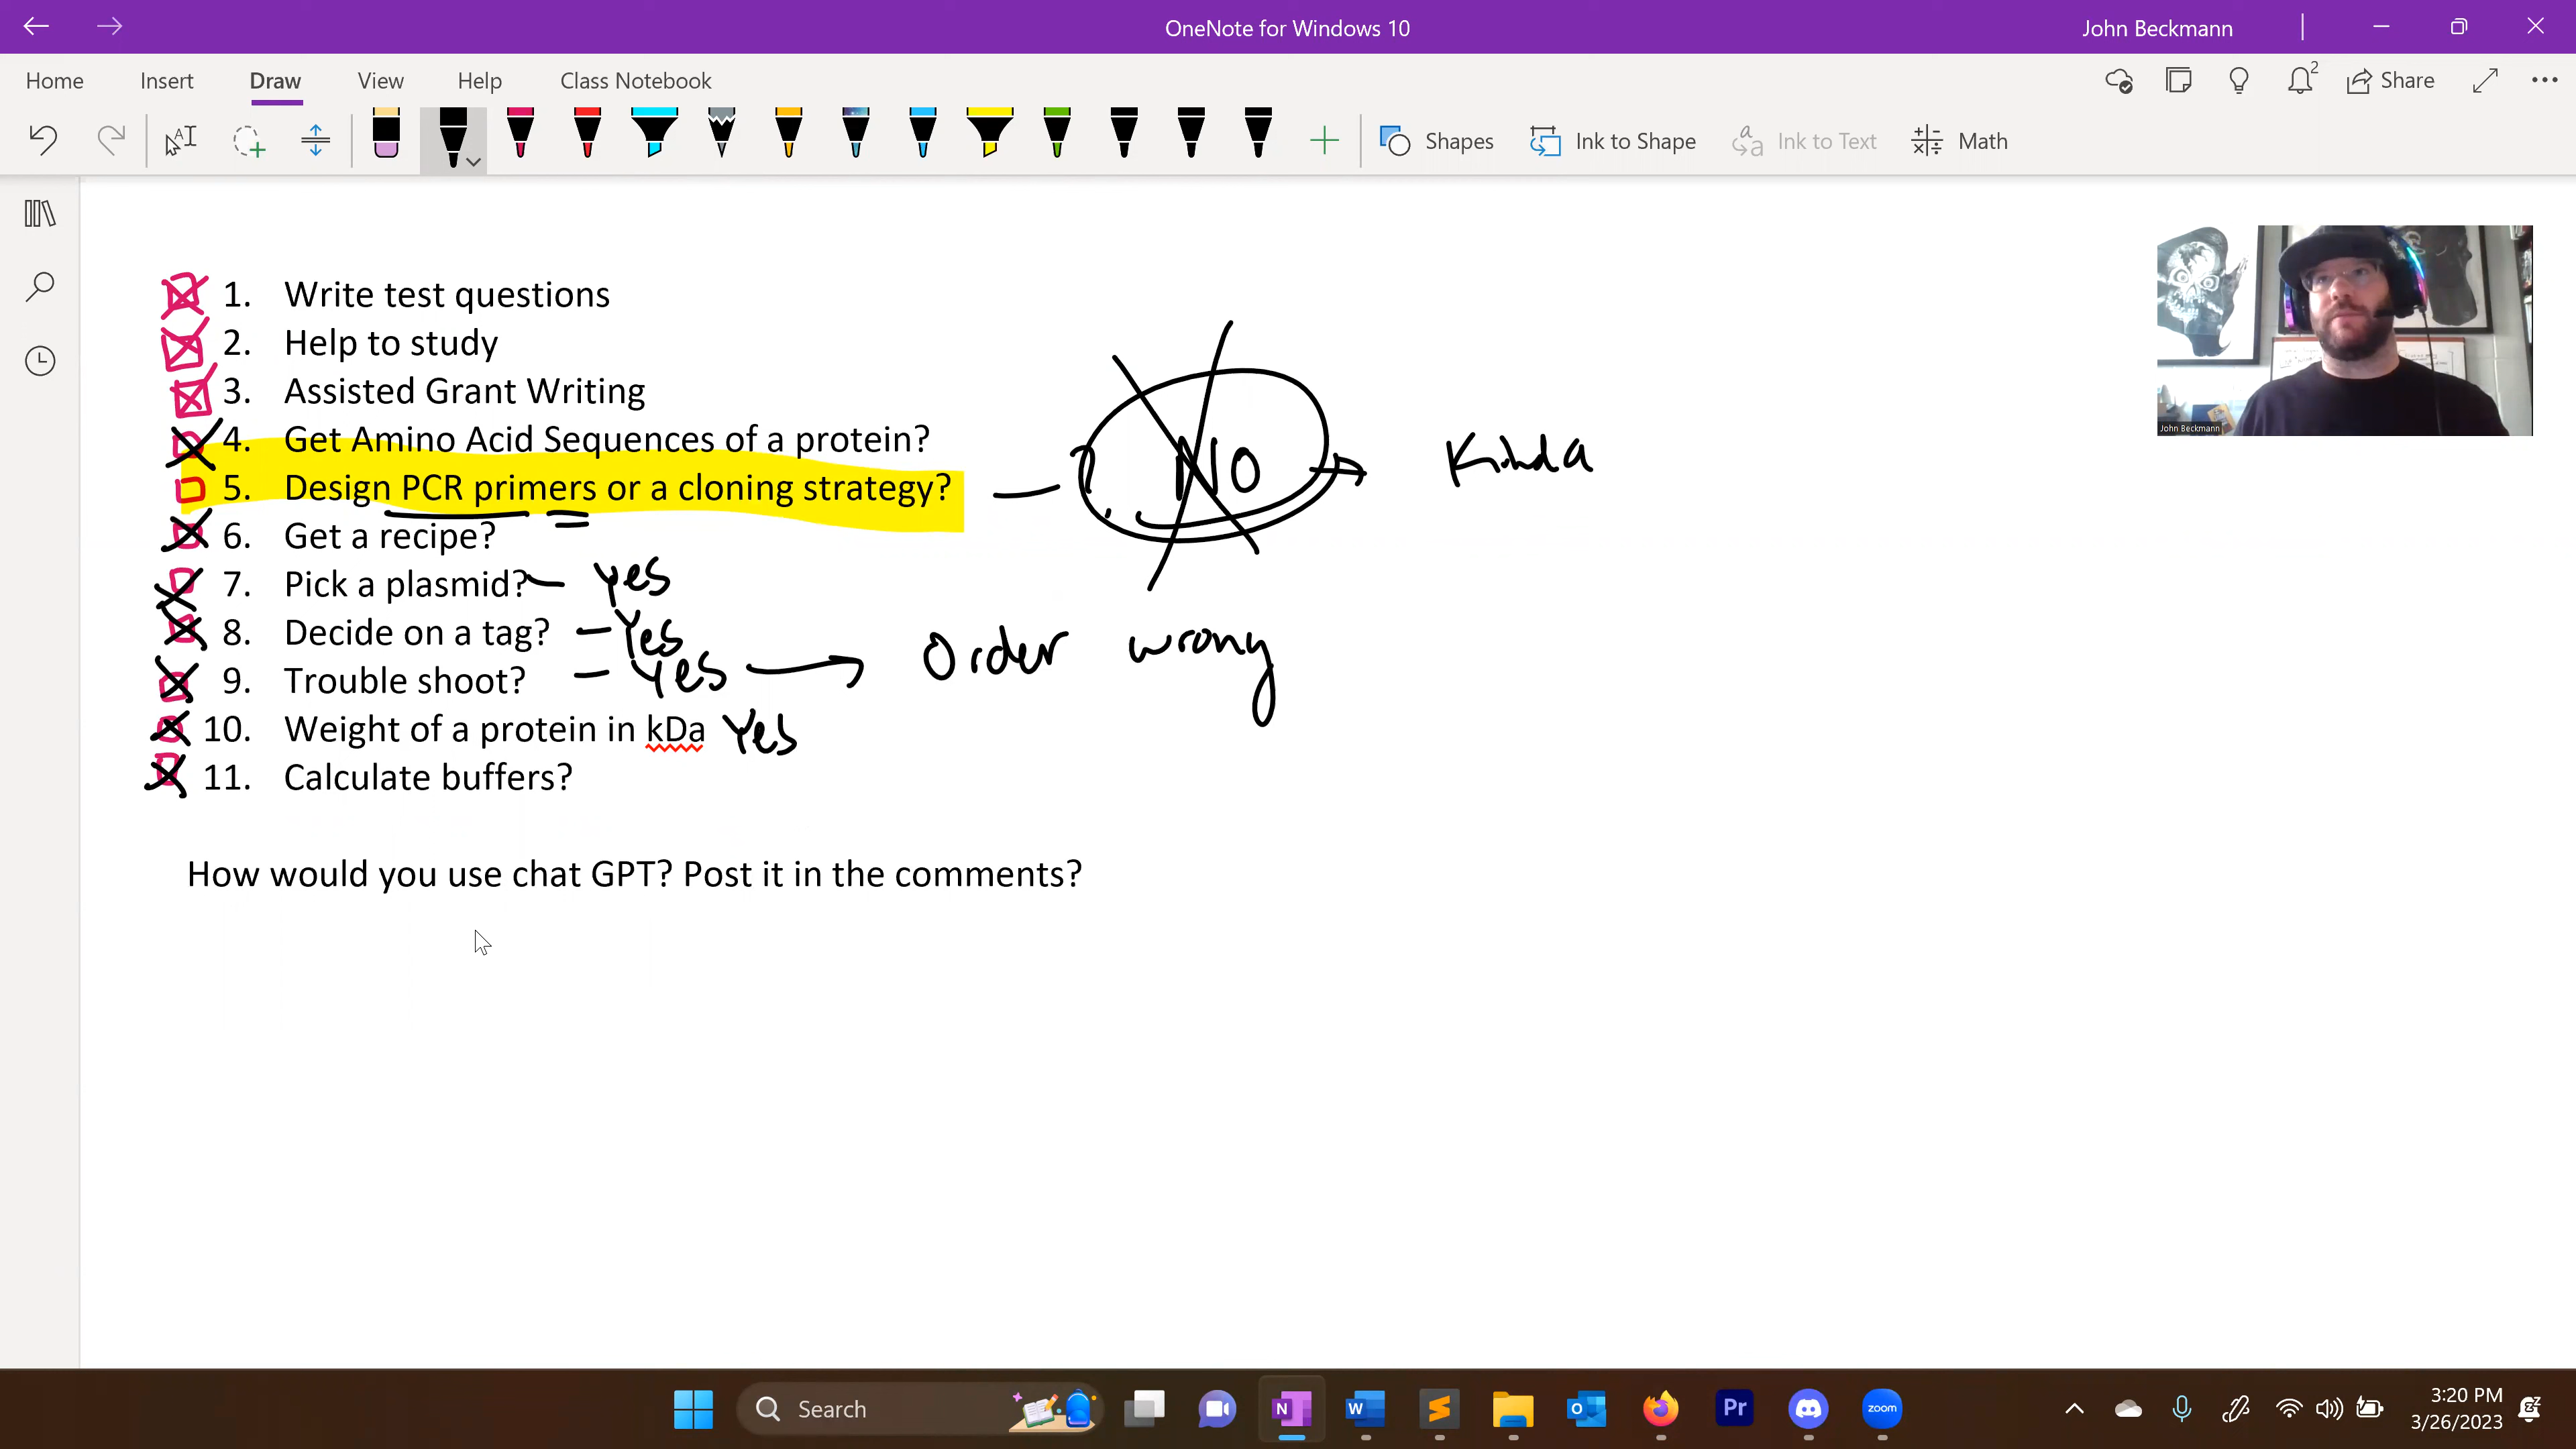 OneNote for Windows 10
John Beckmann
Home Insert Draw View Help Class Notebook
2 Share
Shapes Ink to Shape Ink to Text Math
1. Write test questions
2. Help to study
3. Assisted Grant Writing
4. Get Amino Acid Sequences of a protein?
5. Design PCR primers or a cloning strategy? — NO Kinda
6. Get a recipe?
7. Pick a plasmid? — Yes
8. Decide on a tag? — Yes
9. Trouble shoot? — Yes Order wrong
10. Weight of a protein in kDa Yes
11. Calculate buffers?
How would you use chat GPT? Post it in the comments?
John Beckmann
Search
N W O Pr zoom
3:20 PM
3/26/2023